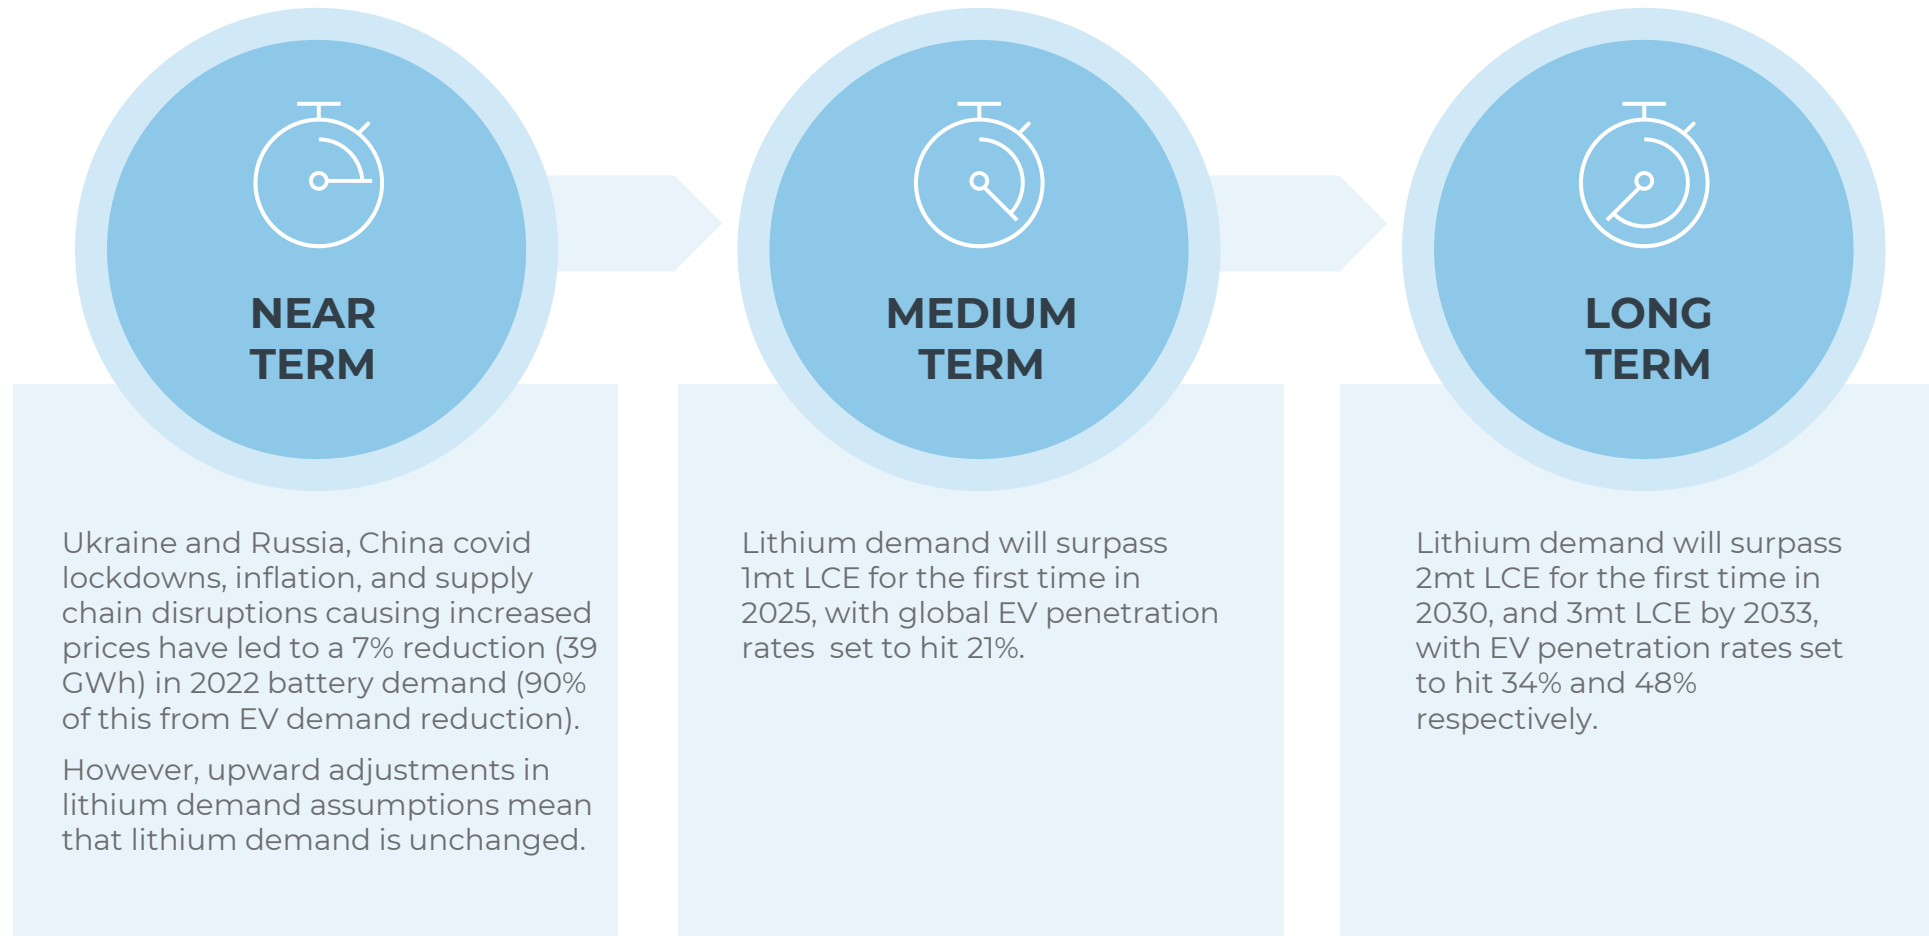 NEAR
TERM
Ukraine and Russia, China covid
lockdowns, inflation, and supply
chain disruptions causing increased
prices have led to a 7% reduction (39
GWh) in 2022 battery demand (90%
of this from EV demand reduction).
However, upward adjustments in
lithium demand assumptions mean
that lithium demand is unchanged.
MEDIUM
TERM
Lithium demand will surpass
1mt LCE for the first time in
2025, with global EV penetration
rates  set to hit 21%.
LONG
TERM
Lithium demand will surpass
2mt LCE for the first time in
2030, and 3mt LCE by 2033,
with EV penetration rates set
to hit 34% and 48%
respectively.